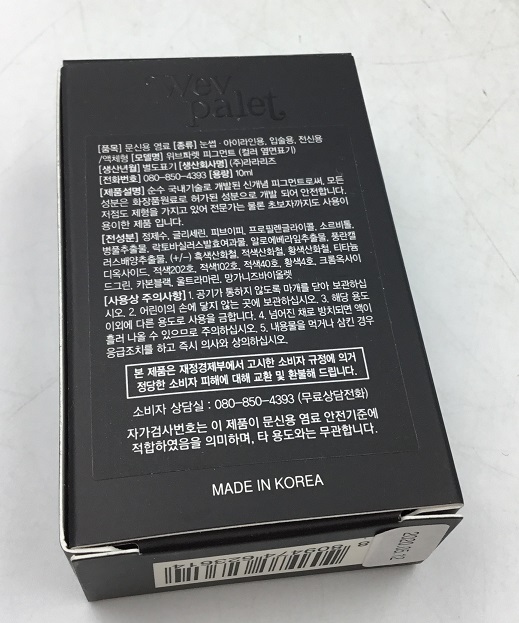 wev
palet
[품목] 문신용 염료 [종류] 눈썹·아이라인용, 입술용, 전신용
/액체형 [모델명] 위브파렛 피그먼트 (컬러 옆면표기)
[생산년월] 별도표기 [생산회사명] (주)라라리즈
[전화번호] 080-850-4393 [용량] 10ml
[제품설명] 순수 국내기술로 개발된 신개념 피그먼트로써, 모든
성분은 화장품원료로 허가된 성분으로 개발 되어 안전합니다.
저점도 제형을 가지고 있어 전문가는 물론 초보자까지도 사용이
용이한 제품 입니다.
[전성분] 정제수, 글리세린, 피브이피, 프로필렌글라이콜, 소르비톨,
병풀추출물, 락토바실러스발효여과물, 알로에베라잎추출물, 풀란캘
러스배양추출물, (+/-) 흑색산화철, 적색산화철, 황색산화철, 티타늄
디옥사이드, 적색202호, 적색102호, 적색40호, 황색4호, 크롬옥사이
드그린, 카본블랙, 울트라마린, 망가니즈바이올렛
[사용상 주의사항] 1. 공기가 통하지 않도록 마개를 닫아 보관하십
시오. 2. 어린이의 손에 닿지 않는 곳에 보관하십시오. 3. 해당 용도
이외에 다른 용도로 사용을 금합니다. 4. 넘어진 채로 방치되면 액이
흘러 나올 수 있으므로 주의하십시오. 5. 내용물을 먹거나 삼킨 경우
응급조치를 하고 즉시 의사와 상의하십시오.
본 제품은 재정경제부에서 고시한 소비자 규정에 의거
정당한 소비자 피해에 대해 교환 및 환불해 드립니다.
소비자 상담실 : 080-850-4393 (무료상담전화)
자가검사번호는 이 제품이 문신용 염료 안전기준에
적합하였음을 의미하며, 타 용도와는 무관합니다.
MADE IN KOREA
2020.05.12